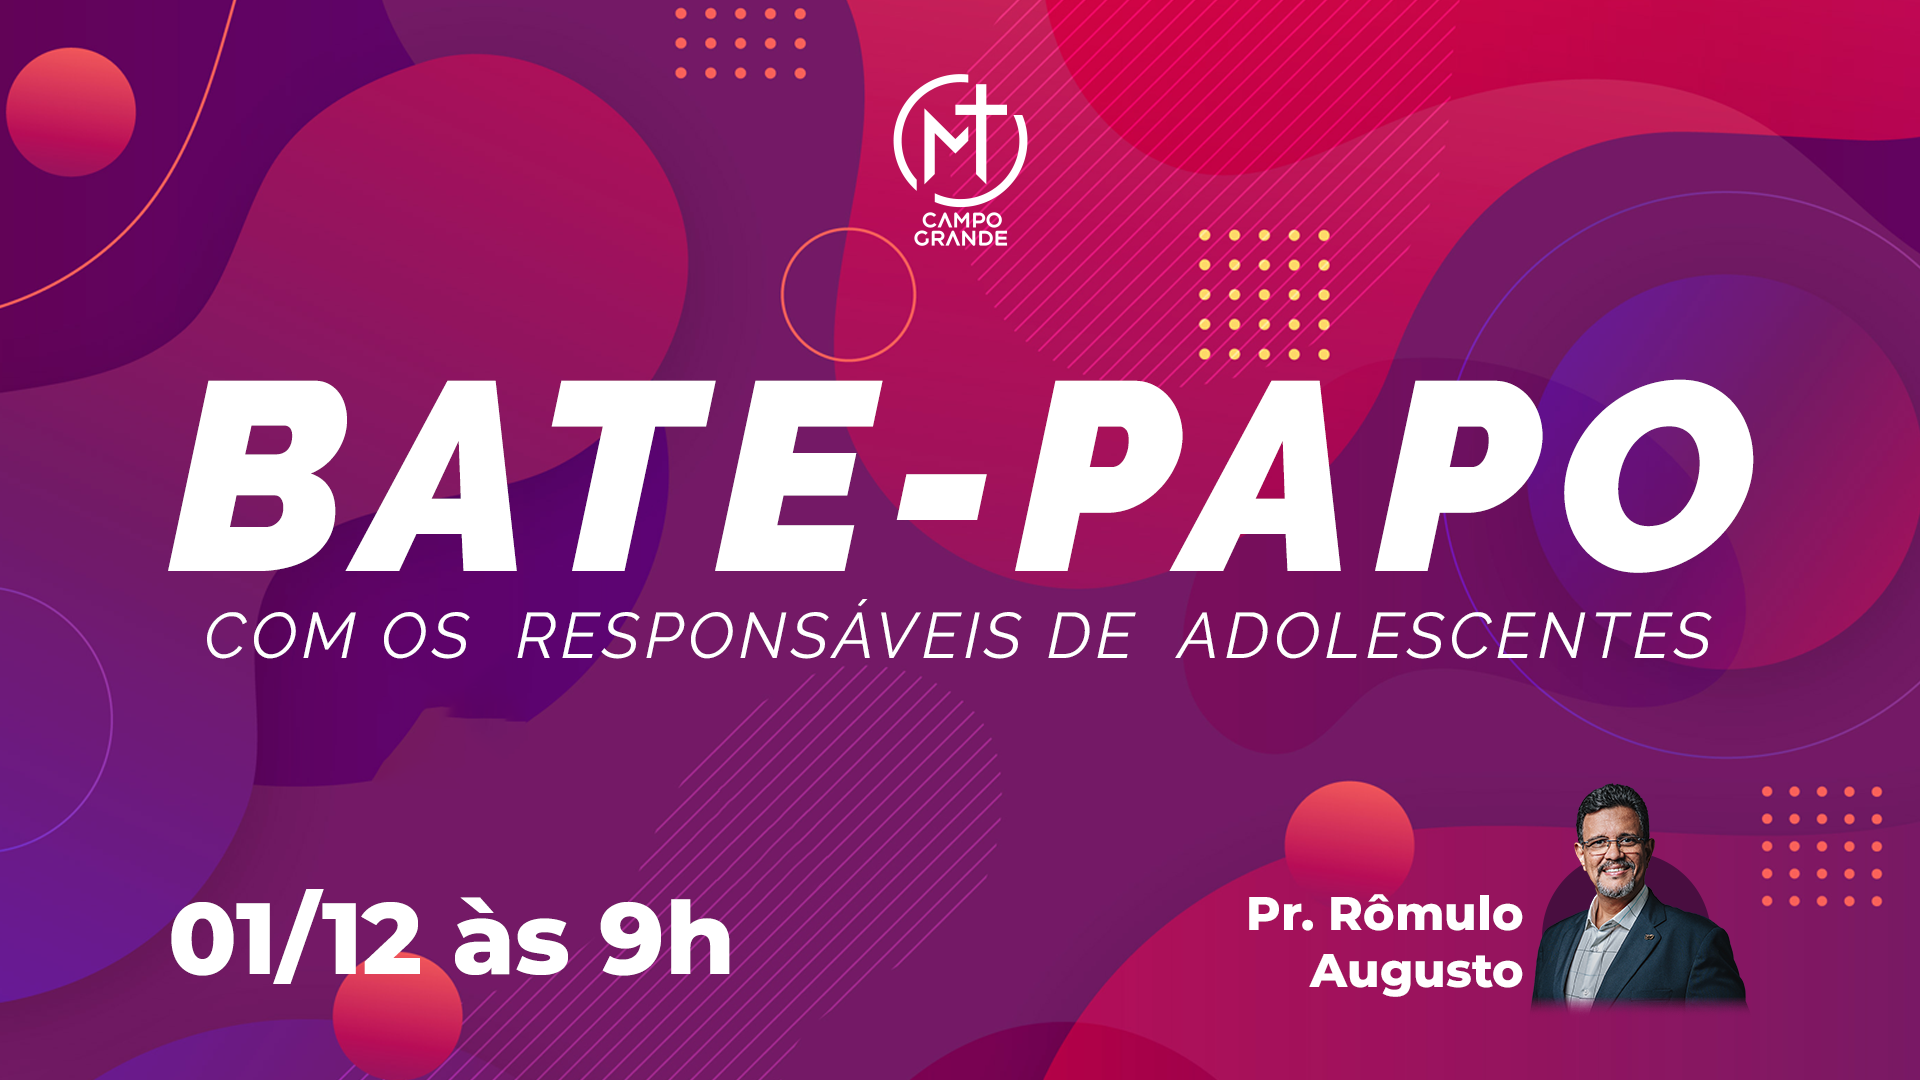 CAMPO
GRANDE
BATE-PAPO
COM OS RESPONSÁVEIS DE ADOLESCENTES
01/12 às 9h
Pr. Rômulo
Augusto